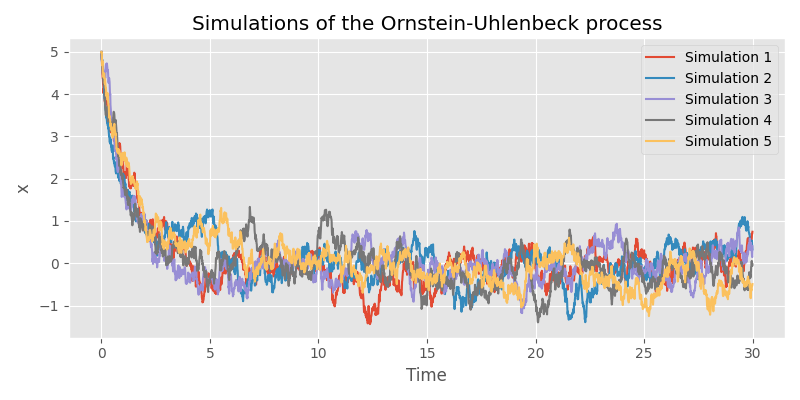 Simulations of the Ornstein-Uhlenbeck process
Simulation 1
Simulation 2
Simulation 3
Simulation 4
Simulation 5
5
4
3
2
1
0
−1
x
0
5
10
15
20
25
30
Time